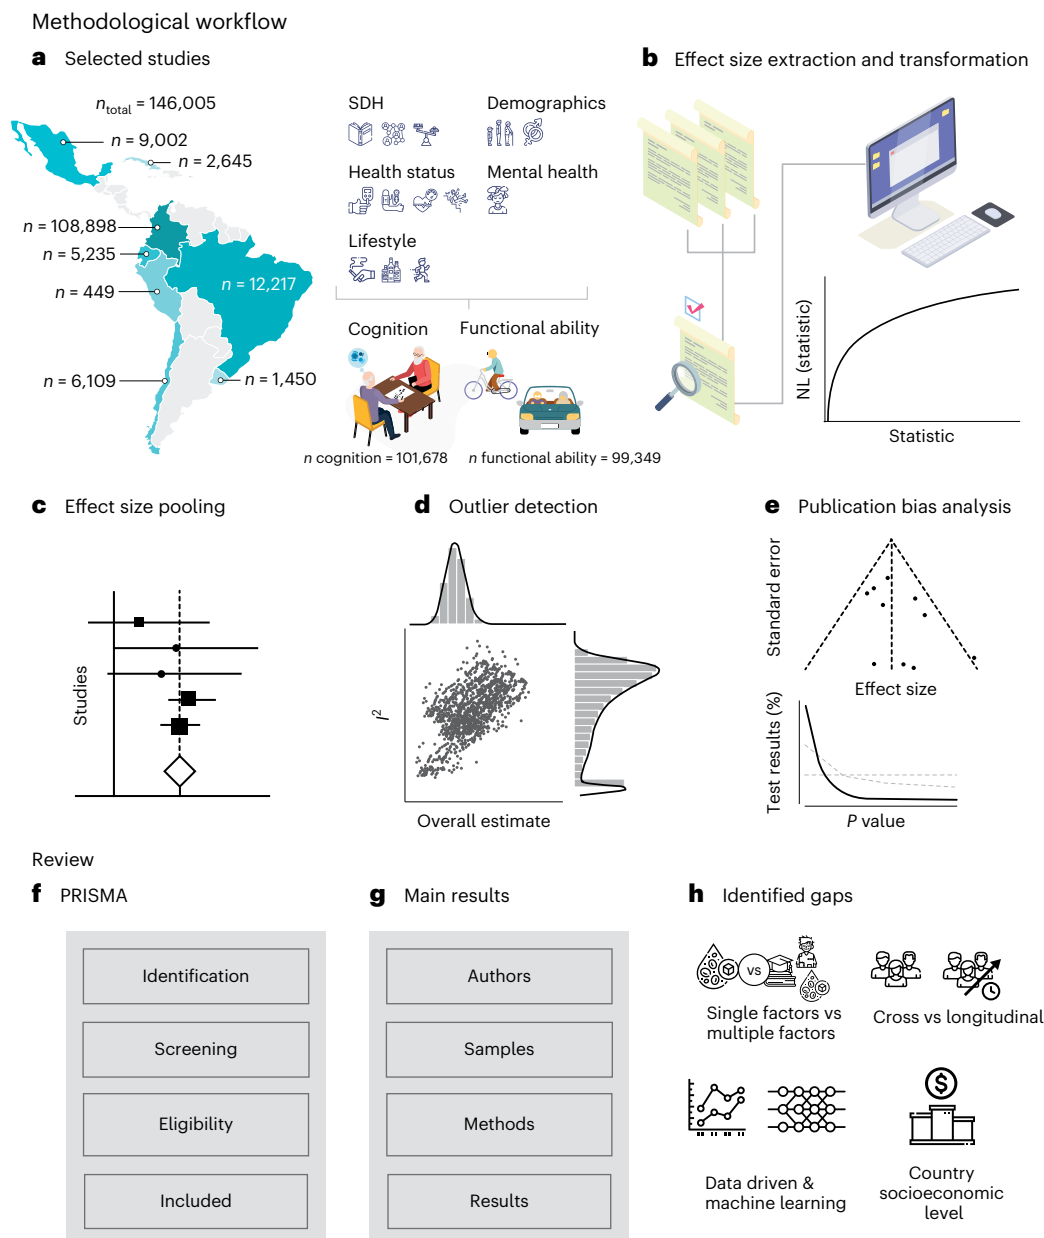 Methodological workflow
a Selected studies
n total = 146,005
n = 9,002
n = 2,645
n = 108,898
n = 5,235
n = 449
n = 12,217
n = 6,109
n = 1,450
SDH
Demographics
Health status
Mental health
Lifestyle
Cognition
Functional ability
n cognition = 101,678
n functional ability = 99,349
b Effect size extraction and transformation
NL (statistic)
Statistic
c Effect size pooling
Studies
d Outlier detection
I²
Overall estimate
e Publication bias analysis
Standard error
Effect size
Test results (%)
P value
Review
f PRISMA
Identification
Screening
Eligibility
Included
g Main results
Authors
Samples
Methods
Results
h Identified gaps
vs
Single factors vs
multiple factors
Cross vs longitudinal
Data driven &
machine learning
$
Country
socioeconomic
level